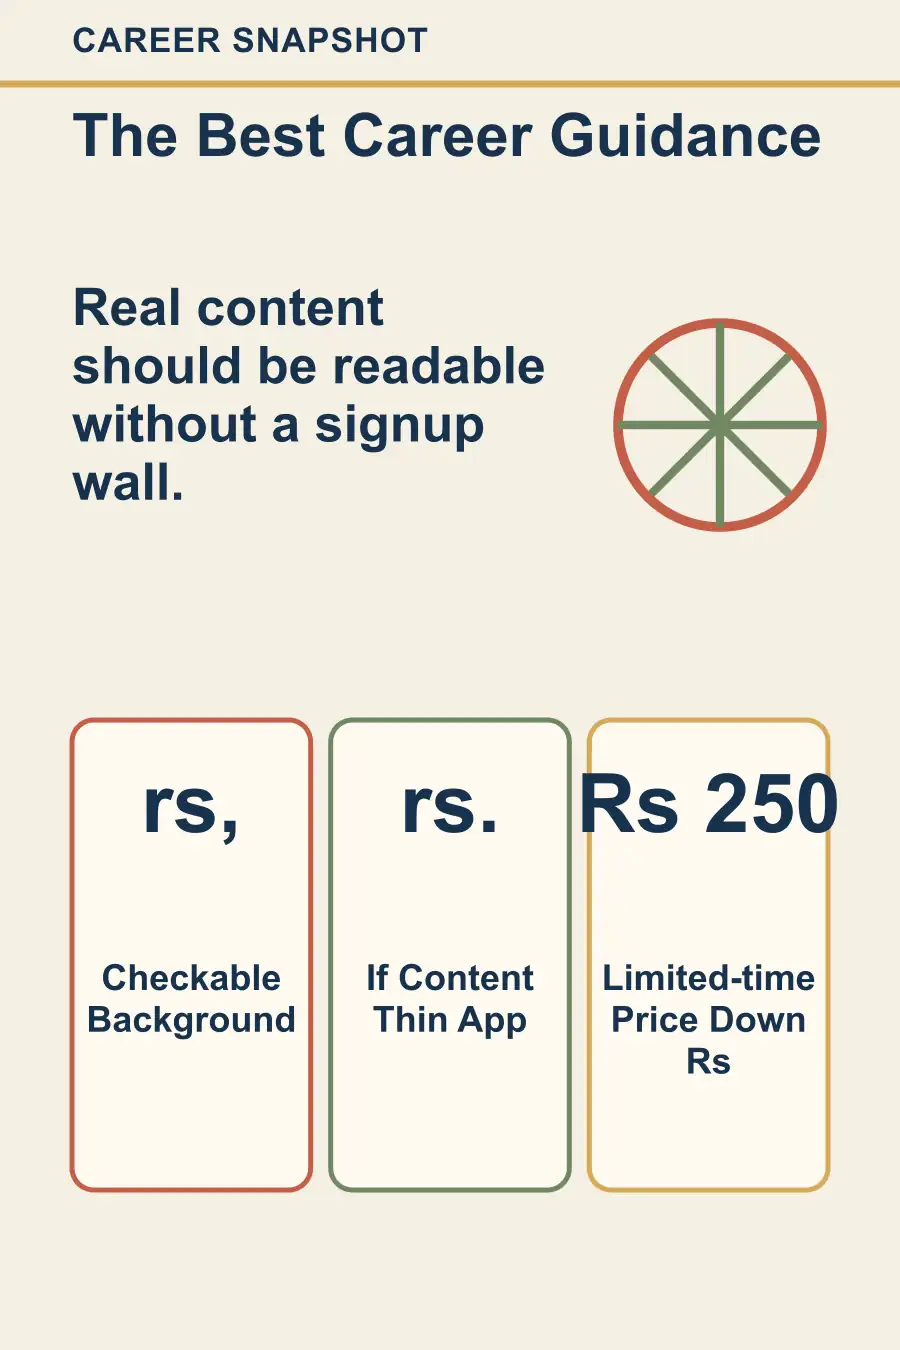 CAREER SNAPSHOT
The Best Career Guidance
Real content
should be readable
without a signup
wall.
rs,
Checkable
Background
rs.
If Content
Thin App
Rs 250
Limited-time
Price Down
Rs